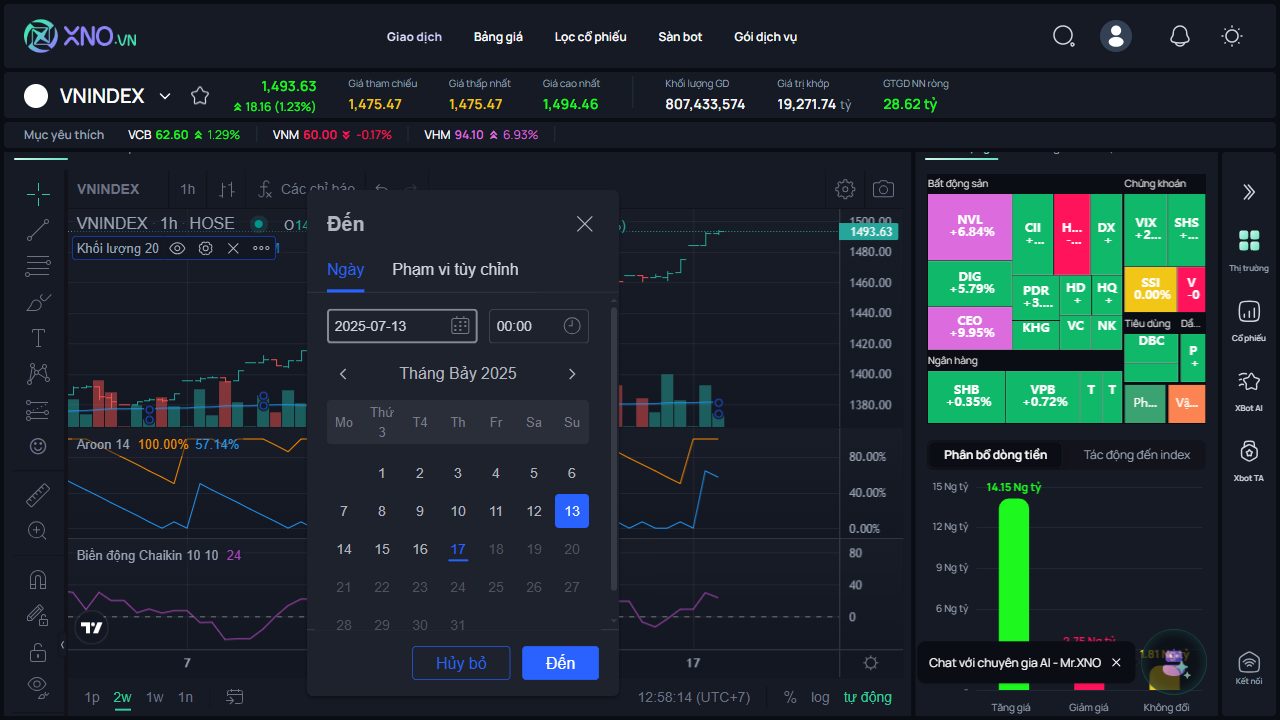 XNO.VN
Giao dịch
Bảng giá
Lọc cổ phiếu
Sàn bot
Gói dịch vụ
VNINDEX
1,493.63
18.16 (1.23%)
Giá tham chiếu
1,475.47
Giá thấp nhất
1,475.47
Giá cao nhất
1,494.46
Khối lượng GD
807,433,574
Giá trị khớp
19,271.74 tỷ
GTGD NN ròng
28.62 tỷ
Mục yêu thích
VCB 62.60 1.29%
VNM 60.00 -0.17%
VHM 94.10 6.93%
VNINDEX
1h
Các chỉ báo
VNINDEX · 1h · HOSE
Khối lượng 20
Aroon 14 100.00% 57.14%
Biến động Chaikin 10 10 24
7
17
1500.00
1493.63
1480.00
1460.00
1440.00
1420.00
1400.00
1380.00
80.00%
40.00%
0.00%
80
40
0
1p
2w
1w
1n
12:58:14 (UTC+7)
%
log
tự động
Đến
Ngày
Phạm vi tùy chỉnh
2025-07-13
00:00
Tháng Bảy 2025
Mo Thứ 3 T4 Th Fr Sa Su
1 2 3 4 5 6
7 8 9 10 11 12 13
14 15 16 17 18 19 20
21 22 23 24 25 26 27
28 29 30 31
Hủy bỏ
Đến
Bất động sản
NVL
+6.84%
DIG
+5.79%
CEO
+9.95%
CII
+...
H...
-...
DX
+
PDR
+3....
HD
+
HQ
+
KHG
VC
NK
Chứng khoán
VIX
+2...
SHS
+...
SSI
0.00%
V
-0
Tiêu dùng
Dầ...
DBC
P
+
Ngân hàng
SHB
+0.35%
VPB
+0.72%
T
T
Ph...
Vậ...
Phân bổ dòng tiền
Tác động đến index
15 Ng tỷ
12 Ng tỷ
9 Ng tỷ
6 Ng tỷ
14.15 Ng tỷ
1.81 Ng tỷ
Tăng giá
Giảm giá
Không đổi
Chat với chuyên gia AI - Mr.XNO
Thị trường
Cổ phiếu
XBot AI
Xbot TA
Kết nối